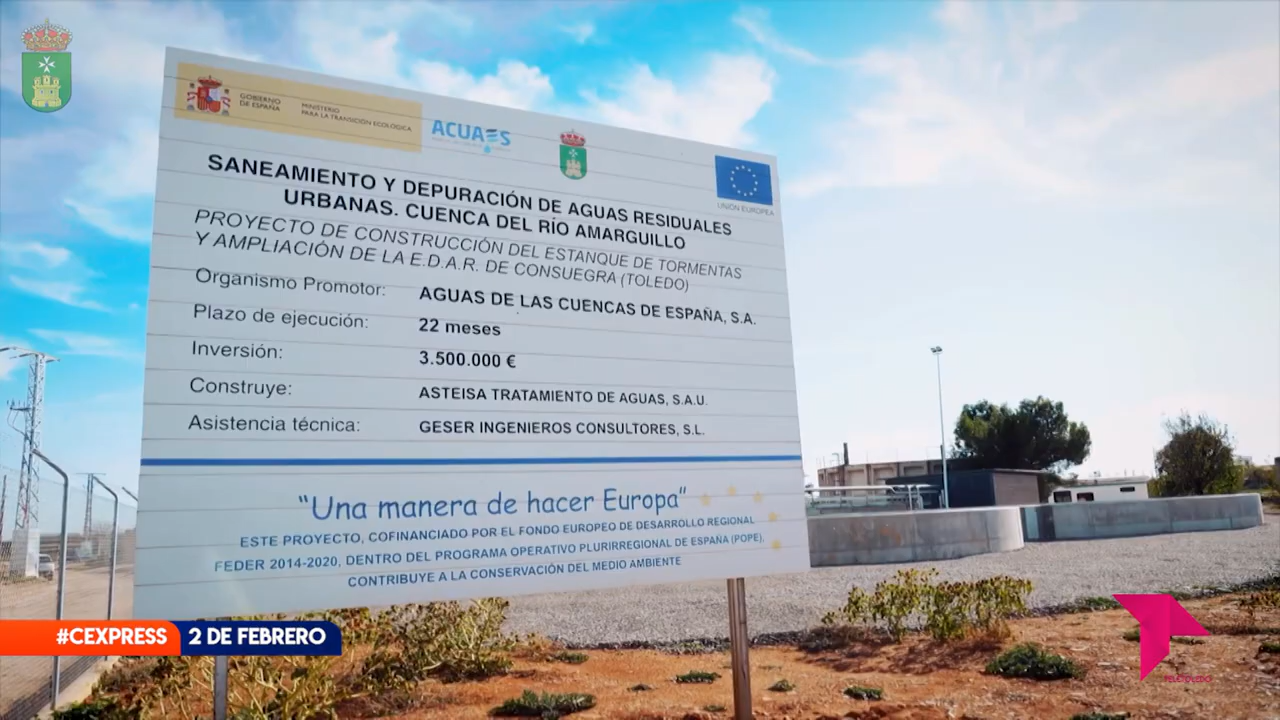 GOBIERNO
DE ESPAÑA
MINISTERIO
PARA LA TRANSICIÓN ECOLÓGICA
ACUAES
UNIÓN EUROPEA
SANEAMIENTO Y DEPURACIÓN DE AGUAS RESIDUALES
URBANAS. CUENCA DEL RÍO AMARGUILLO
PROYECTO DE CONSTRUCCIÓN DEL ESTANQUE DE TORMENTAS
Y AMPLIACIÓN DE LA E.D.A.R. DE CONSUEGRA (TOLEDO)
Organismo Promotor: AGUAS DE LAS CUENCAS DE ESPAÑA, S.A.
Plazo de ejecución: 22 meses
Inversión: 3.500.000 €
Construye: ASTEISA TRATAMIENTO DE AGUAS, S.A.U.
Asistencia técnica: GESER INGENIEROS CONSULTORES, S.L.
“Una manera de hacer Europa”
ESTE PROYECTO, COFINANCIADO POR EL FONDO EUROPEO DE DESARROLLO REGIONAL
FEDER 2014-2020, DENTRO DEL PROGRAMA OPERATIVO PLURIRREGIONAL DE ESPAÑA (POPE),
CONTRIBUYE A LA CONSERVACIÓN DEL MEDIO AMBIENTE
#CEXPRESS 2 DE FEBRERO
TELETOLEDO